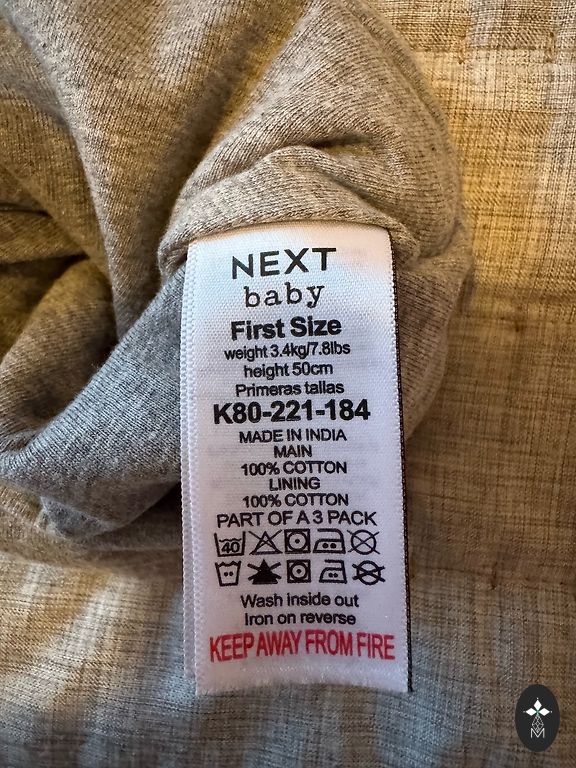 NEXT
baby
First Size
weight 3.4kg/7.8lbs
height 50cm
Primeras tallas
K80-221-184
MADE IN INDIA
MAIN
100% COTTON
LINING
100% COTTON
PART OF A 3 PACK
40
Wash inside out
Iron on reverse
KEEP AWAY FROM FIRE
M